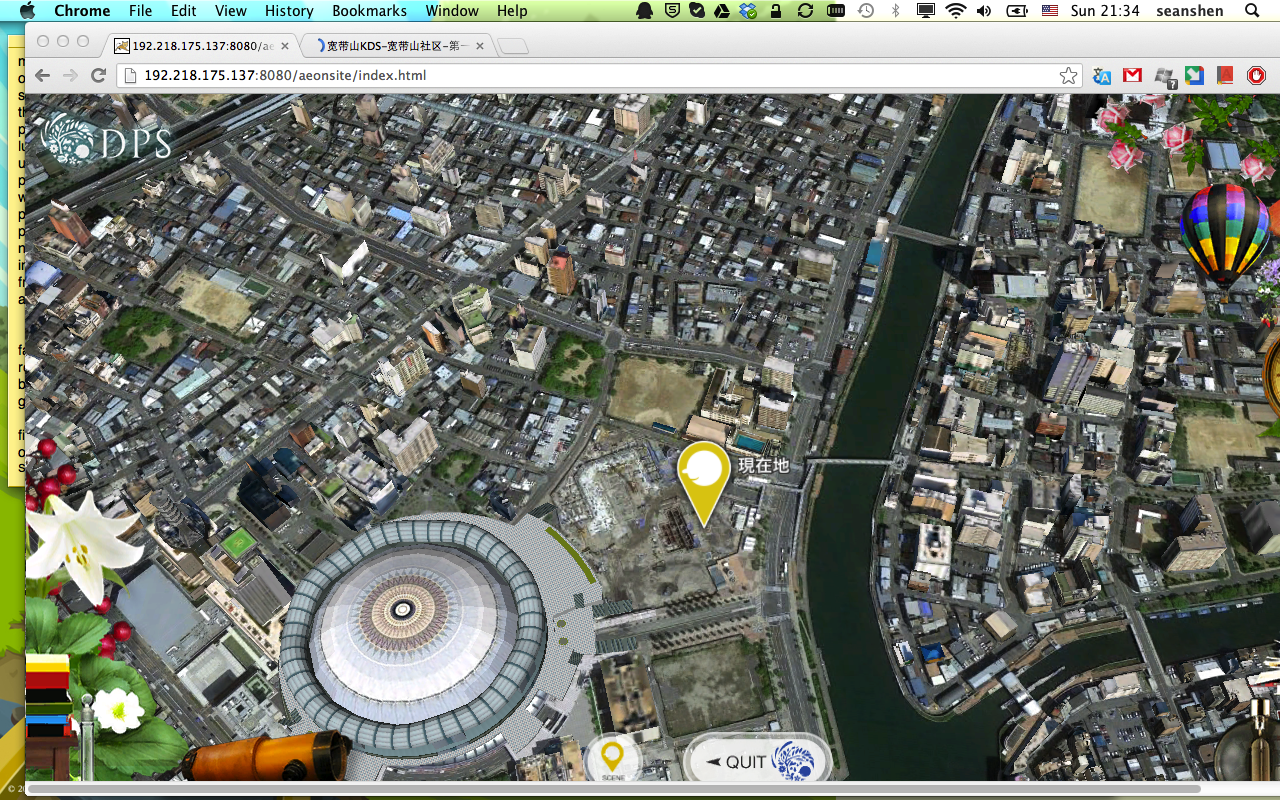 Chrome File Edit View History Bookmarks Window Help Sun 21:34 seanshen
192.218.175.137:8080/ae
宽带山KDS-宽带山社区-第一
192.218.175.137:8080/aeonsite/index.html
DPS
現在地
SCENE
QUIT